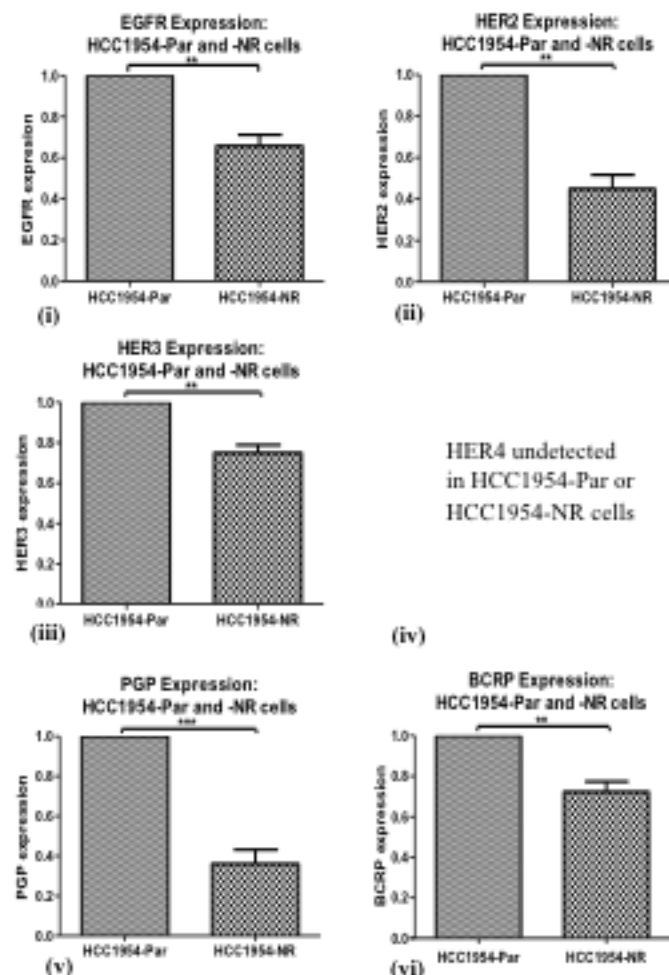 EGFR Expression:
HCC1954-Par and -NR cells
**
EGFR expresion
1.0
0.8
0.6
0.4
0.2
0.0
HCC1954-Par HCC1954-NR
(i)
HER2 Expression:
HCC1954-Par and -NR cells
**
HER2 expression
1.0
0.8
0.6
0.4
0.2
0.0
HCC1954-Par HCC1954-NR
(ii)
HER3 Expression:
HCC1954-Par and -NR cells
**
HER3 expression
1.0
0.8
0.6
0.4
0.2
0.0
HCC1954-Par HCC1954-NR
(iii)
HER4 undetected
in HCC1954-Par or
HCC1954-NR cells
(iv)
PGP Expression:
HCC1954-Par and -NR cells
***
PGP expression
1.0
0.8
0.6
0.4
0.2
0.0
HCC1954-Par HCC1954-NR
(v)
BCRP Expression:
HCC1954-Par and -NR cells
**
BCRP expression
1.0
0.8
0.6
0.4
0.2
0.0
HCC1954-Par HCC1954-NR
(vi)